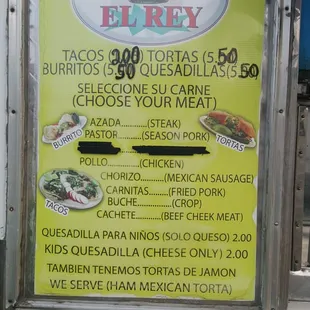 EL REY
TACOS (2.00) TORTAS (5.50
BURRITOS (5.50 QUESADILLAS (5.50
SELECCIONE SU CARNE
(CHOOSE YOUR MEAT)
AZADA...........(STEAK)
PASTOR...........(SEASON PORK)
POLLO............(CHICKEN)
CHORIZO...........(MEXICAN SAUSAGE)
CARNITAS...........(FRIED PORK)
BUCHE...........(CROP)
CACHETE...........(BEEF CHEEK MEAT)
BURRITO
TORTAS
TACOS
QUESADILLA PARA NIÑOS (SOLO QUESO) 2.00
KIDS QUESADILLA (CHEESE ONLY) 2.00
TAMBIEN TENEMOS TORTAS DE JAMON
WE SERVE (HAM MEXICAN TORTA)